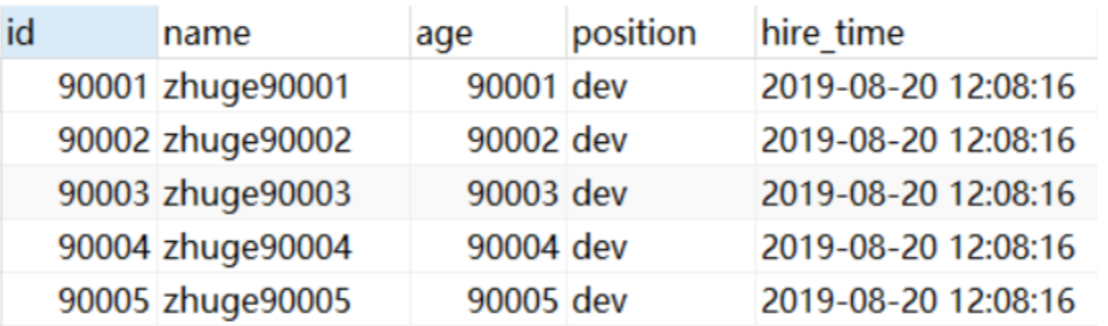 id name age position hire_time
90001 zhuge90001 90001 dev 2019-08-20 12:08:16
90002 zhuge90002 90002 dev 2019-08-20 12:08:16
90003 zhuge90003 90003 dev 2019-08-20 12:08:16
90004 zhuge90004 90004 dev 2019-08-20 12:08:16
90005 zhuge90005 90005 dev 2019-08-20 12:08:16